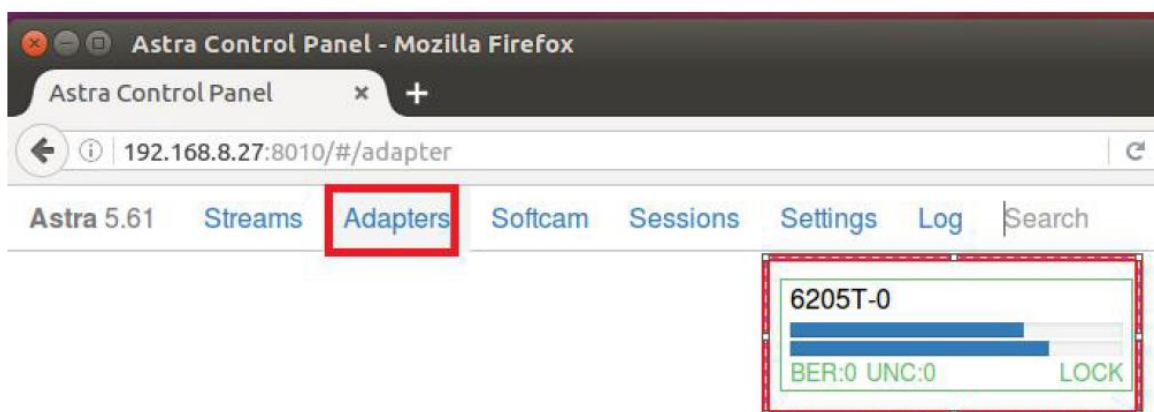 Astra Control Panel - Mozilla Firefox
Astra Control Panel × +
192.168.8.27:8010/#/adapter
Astra 5.61 Streams Adapters Softcam Sessions Settings Log Search
6205T-0
BER:0 UNC:0 LOCK